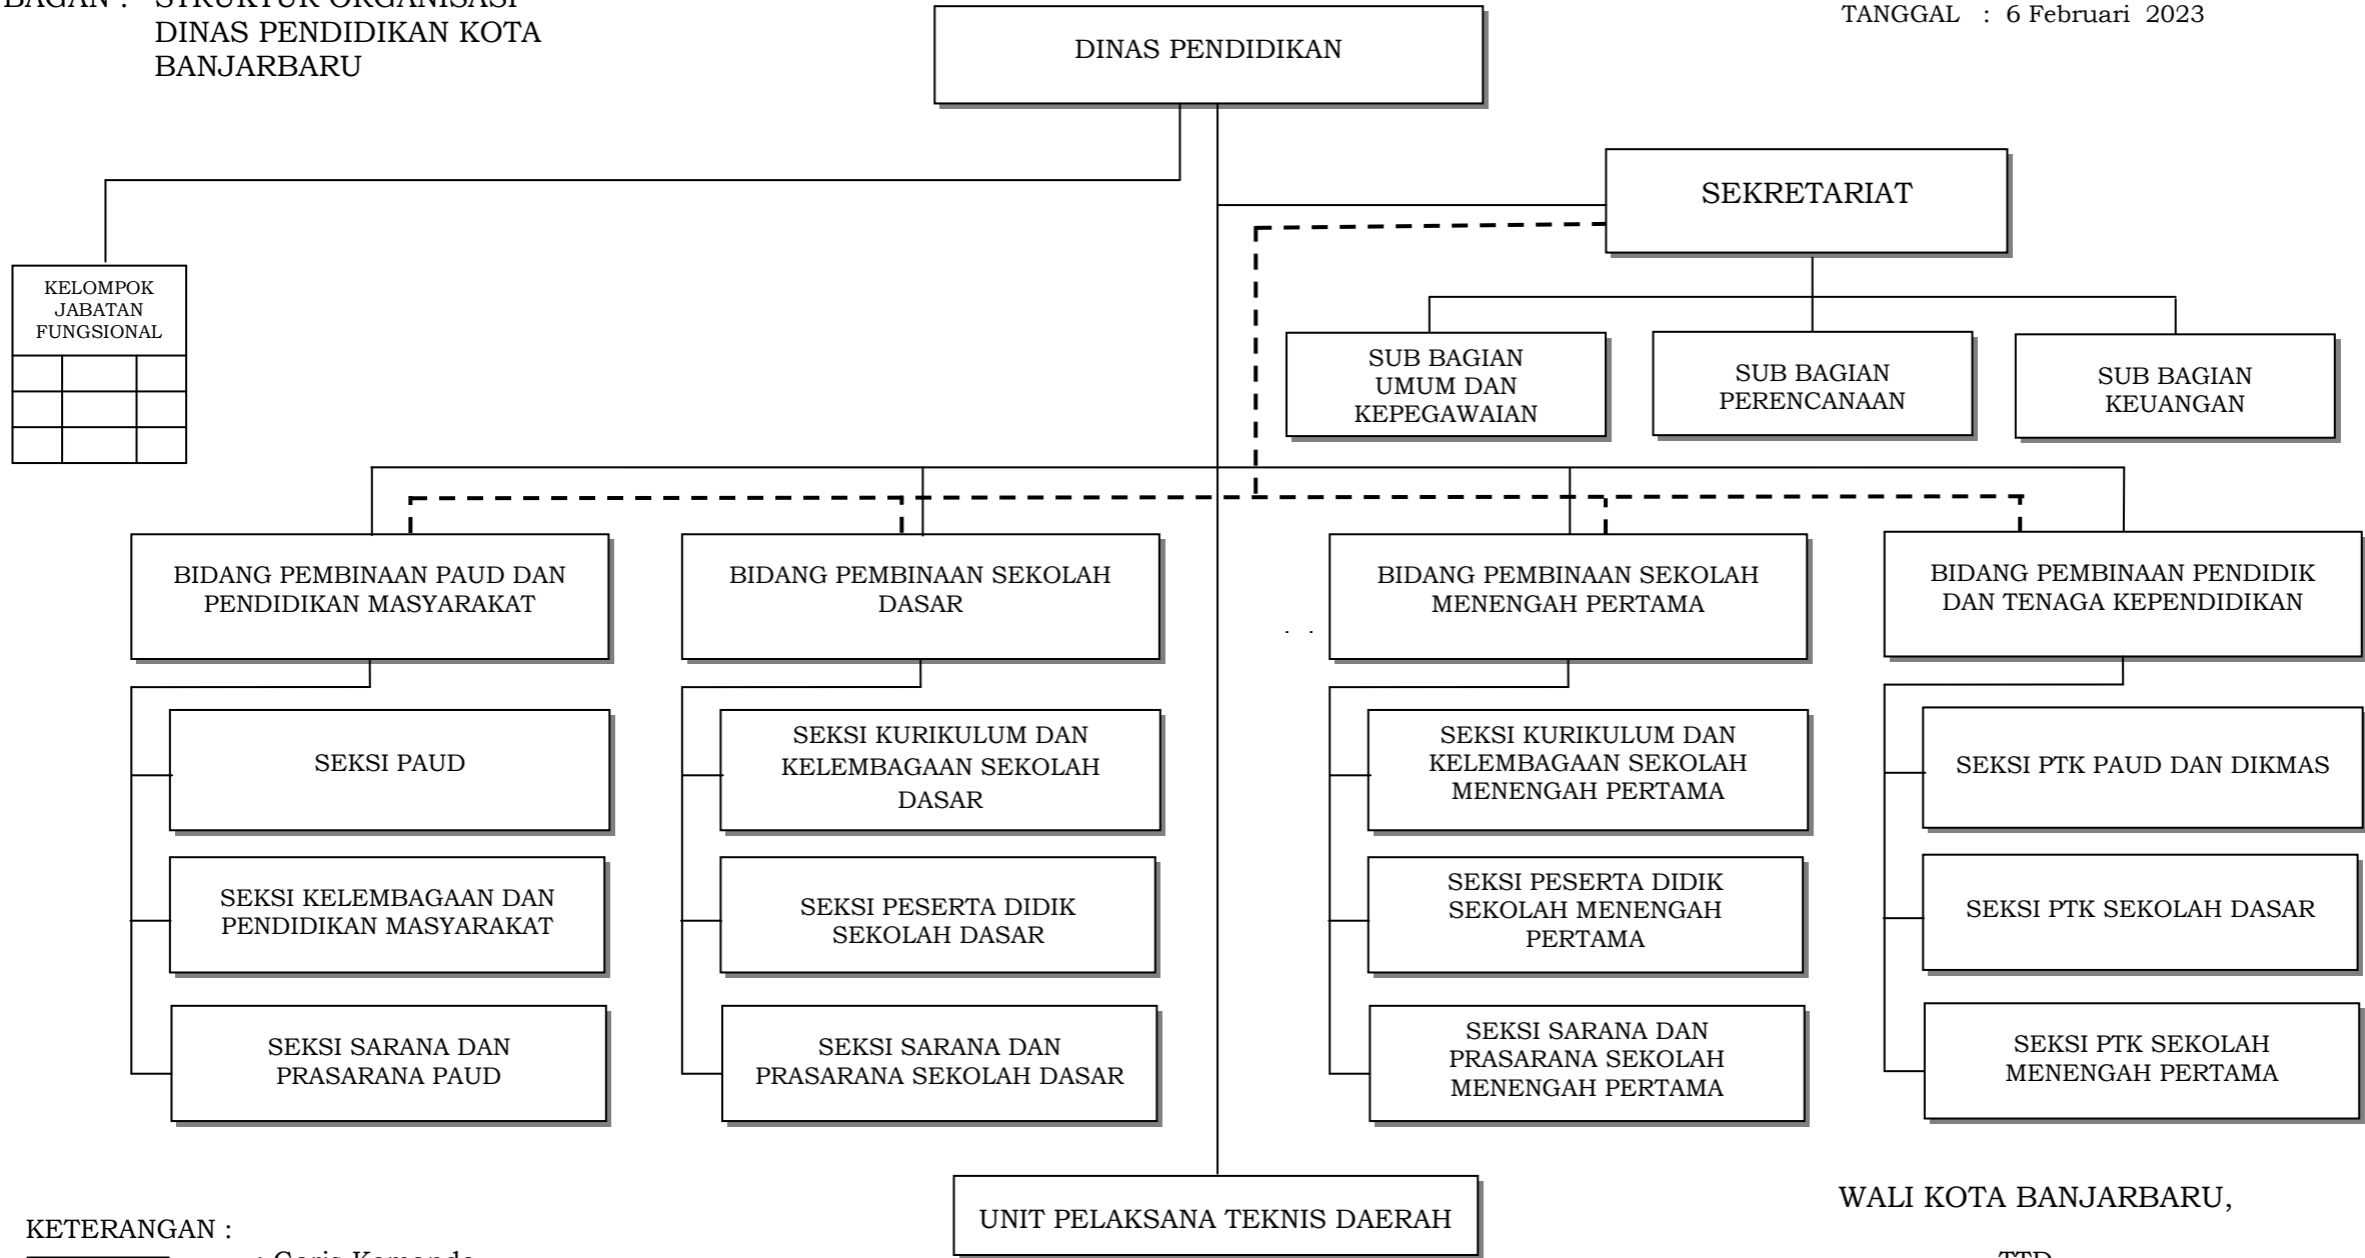 BAGAN : STRUKTUR ORGANISASI
DINAS PENDIDIKAN KOTA
BANJARBARU
TANGGAL : 6 Februari 2023
DINAS PENDIDIKAN
SEKRETARIAT
KELOMPOK
JABATAN
FUNGSIONAL
SUB BAGIAN
UMUM DAN
KEPEGAWAIAN
SUB BAGIAN
PERENCANAAN
SUB BAGIAN
KEUANGAN
BIDANG PEMBINAAN PAUD DAN
PENDIDIKAN MASYARAKAT
BIDANG PEMBINAAN SEKOLAH
DASAR
. .
BIDANG PEMBINAAN SEKOLAH
MENENGAH PERTAMA
BIDANG PEMBINAAN PENDIDIK
DAN TENAGA KEPENDIDIKAN
SEKSI PAUD
SEKSI KURIKULUM DAN
KELEMBAGAAN SEKOLAH
DASAR
SEKSI KURIKULUM DAN
KELEMBAGAAN SEKOLAH
MENENGAH PERTAMA
SEKSI PTK PAUD DAN DIKMAS
SEKSI KELEMBAGAAN DAN
PENDIDIKAN MASYARAKAT
SEKSI PESERTA DIDIK
SEKOLAH DASAR
SEKSI PESERTA DIDIK
SEKOLAH MENENGAH
PERTAMA
SEKSI PTK SEKOLAH DASAR
SEKSI SARANA DAN
PRASARANA PAUD
SEKSI SARANA DAN
PRASARANA SEKOLAH DASAR
SEKSI SARANA DAN
PRASARANA SEKOLAH
MENENGAH PERTAMA
SEKSI PTK SEKOLAH
MENENGAH PERTAMA
UNIT PELAKSANA TEKNIS DAERAH
WALI KOTA BANJARBARU,
TTD
KETERANGAN :
: Garis Komando